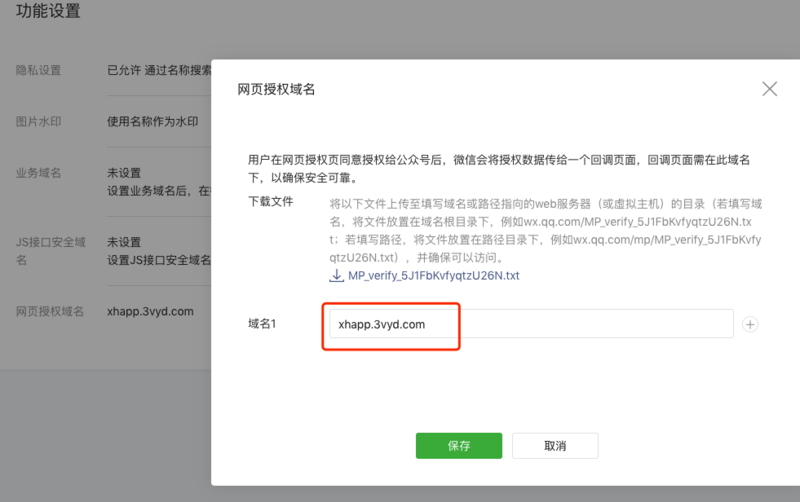 功能设置
隐私设置
已允许 通过名称搜索
图片水印
使用名称作为水印
业务域名
未设置
设置业务域名后，在
JS接口安全域
名
未设置
设置JS接口安全域名
网页授权域名
xhapp.3vyd.com
网页授权域名
用户在网页授权页同意授权给公众号后，微信会将授权数据传给一个回调页面，回调页面需在此域名
下，以确保安全可靠。
下载文件
将以下文件上传至填写域名或路径指向的web服务器（或虚拟主机）的目录（若填写域
名，将文件放置在域名根目录下，例如wx.qq.com/MP_verify_5J1FbKvfyqtzU26N.tx
t；若填写路径，将文件放置在路径目录下，例如wx.qq.com/mp/MP_verify_5J1FbKvfy
qtzU26N.txt），并确保可以访问。
MP_verify_5J1FbKvfyqtzU26N.txt
域名1
xhapp.3vyd.com
保存
取消